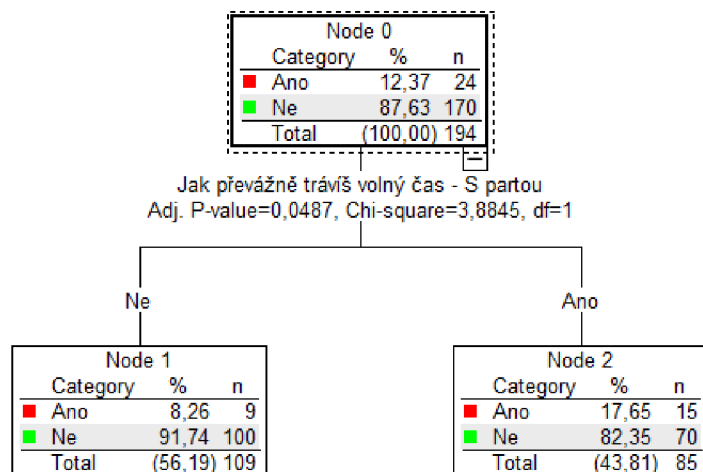 Node 0
Category % n
Ano 12,37 24
Ne 87,63 170
Total (100,00) 194
Jak převážně trávíš volný čas - S partou
Adj. P-value=0,0487, Chi-square=3,8845, df=1
Ne
Ano
Node 1
Category % n
Ano 8,26 9
Ne 91,74 100
Total (56,19) 109
Node 2
Category % n
Ano 17,65 15
Ne 82,35 70
Total (43,81) 85